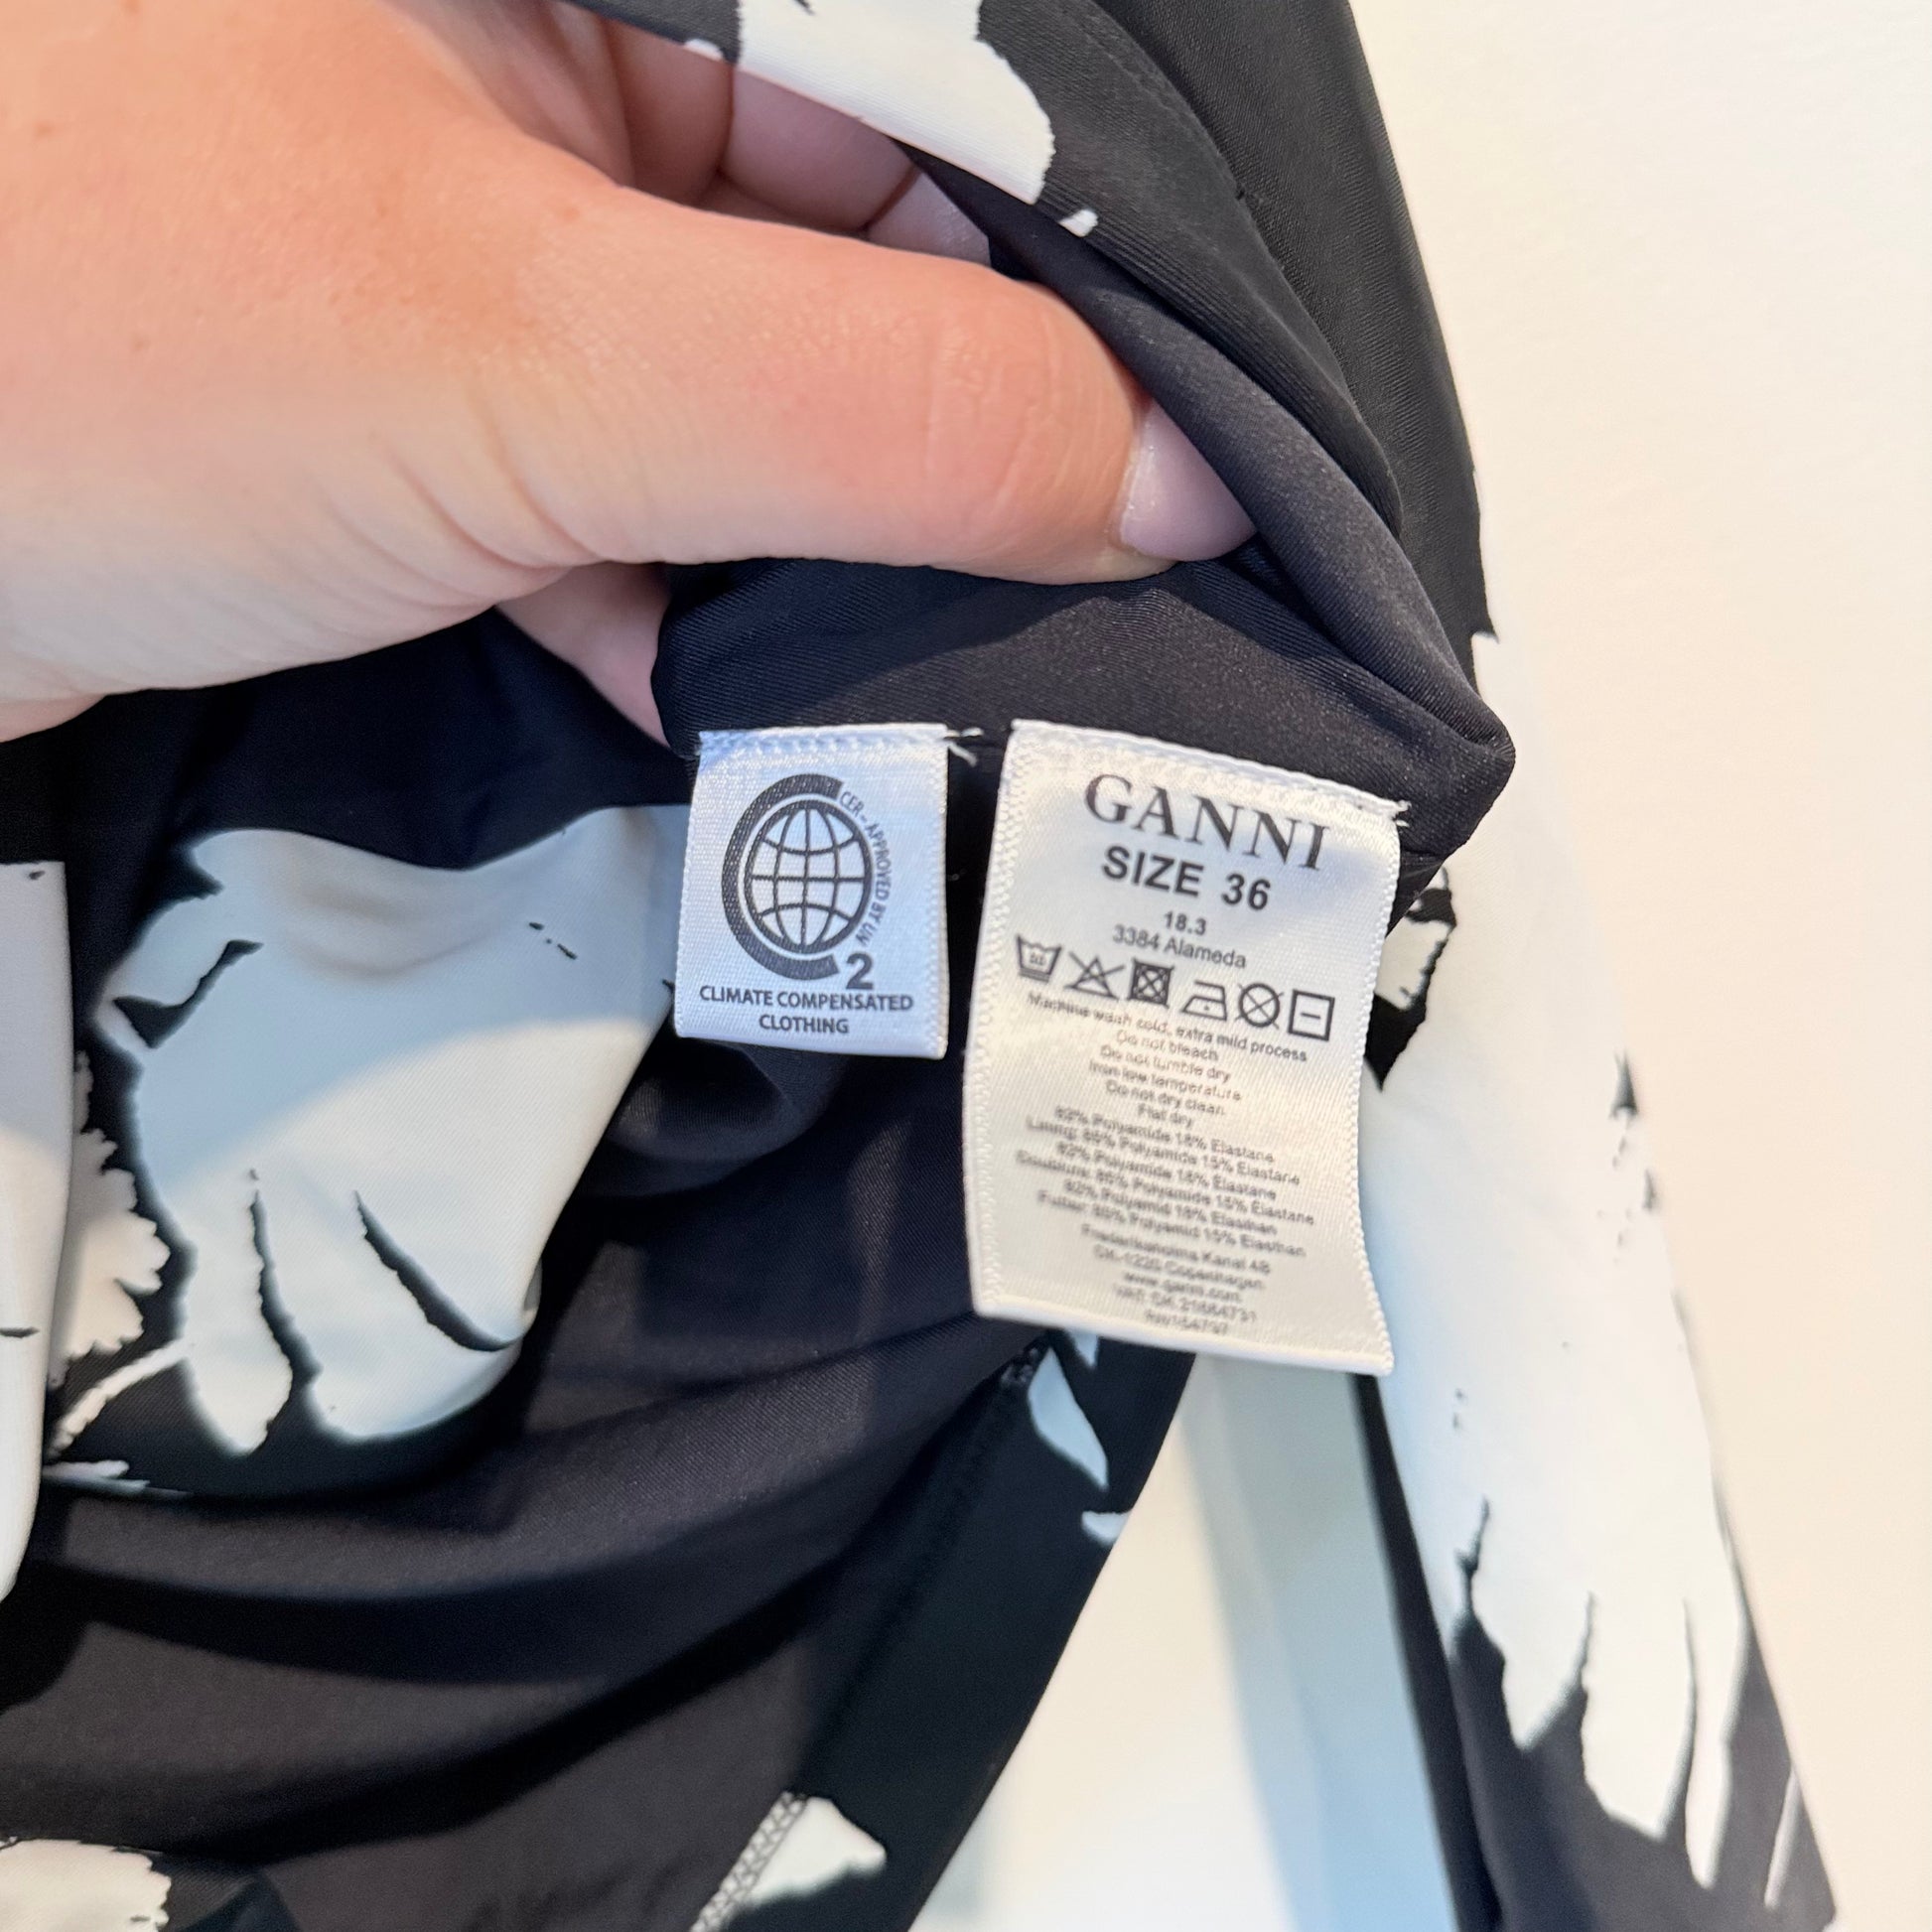 CER – APPROVED BY UN
2
CLIMATE COMPENSATED
CLOTHING
GANNI
SIZE 36
18.3
3384 Alameda
Machine wash cold, extra mild process
Do not bleach
Do not tumble dry
Iron low temperature
Do not dry clean
Flat dry
82% Polyamide 18% Elastane
Lining: 85% Polyamide 15% Elastane
82% Polyamide 18% Elastane
Doublure: 85% Polyamide 15% Elastane
82% Polyamid 18% Elasthan
Futter: 85% Polyamid 15% Elasthan
Frederiksholms Kanal 4B
DK-1220 Copenhagen
www.ganni.com